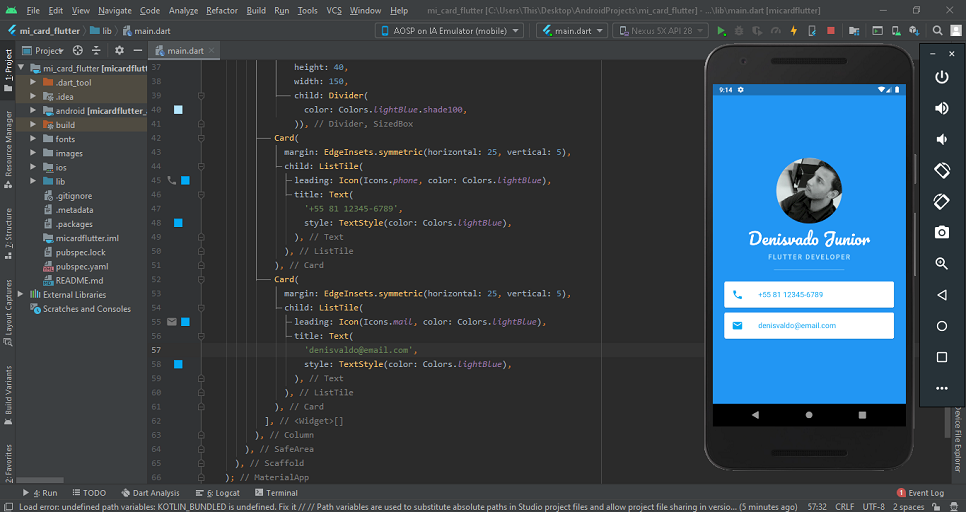 File Edit View Navigate Code Analyze Refactor Build Run Tools VCS Window Help mi_card_flutter [C:\Users\This\Desktop\AndroidProjects\mi_card_flutter] - ...\lib\main.dart [micardflutter]
mi_card_flutter lib main.dart AOSP on IA Emulator (mobile) main.dart Nexus 5X API 28
Project main.dart
1: Project
Resource Manager
Z: Structure
Layout Captures
Build Variants
2: Favorites
mi_card_flutter [micardflutt
.dart_tool
.idea
android [micardflutter_
build
fonts
images
ios
lib
.gitignore
.metadata
.packages
micardflutter.iml
pubspec.lock
pubspec.yaml
README.md
External Libraries
Scratches and Consoles
37 height: 40,
38 width: 150,
39 child: Divider(
40 color: Colors.lightBlue.shade100,
41 )), // Divider, SizedBox
42 Card(
43 margin: EdgeInsets.symmetric(horizontal: 25, vertical: 5),
44 child: ListTile(
45 leading: Icon(Icons.phone, color: Colors.lightBlue),
46 title: Text(
47 '+55 81 12345-6789',
48 style: TextStyle(color: Colors.lightBlue),
49 ), // Text
50 ), // ListTile
51 ), // Card
52 Card(
53 margin: EdgeInsets.symmetric(horizontal: 25, vertical: 5),
54 child: ListTile(
55 leading: Icon(Icons.mail, color: Colors.lightBlue),
56 title: Text(
57 'denisvaldo@email.com',
58 style: TextStyle(color: Colors.lightBlue),
59 ), // Text
60 ), // ListTile
61 ), // Card
62 ], // <Widget>[]
63 ), // Column
64 ), // SafeArea
65 ), // Scaffold
66 ); // MaterialApp
9:14
Denisvado Junior
FLUTTER DEVELOPER
+55 81 12345-6789
denisvaldo@email.com
Device File Explorer
4: Run TODO Dart Analysis 6: Logcat Terminal 1 Event Log
Load error: undefined path variables: KOTLIN_BUNDLED is undefined. Fix it // // Path variables are used to substitute absolute paths in Studio project files and allow project file sharing in versio... (5 minutes ago) 57:32 CRLF UTF-8 2 spaces